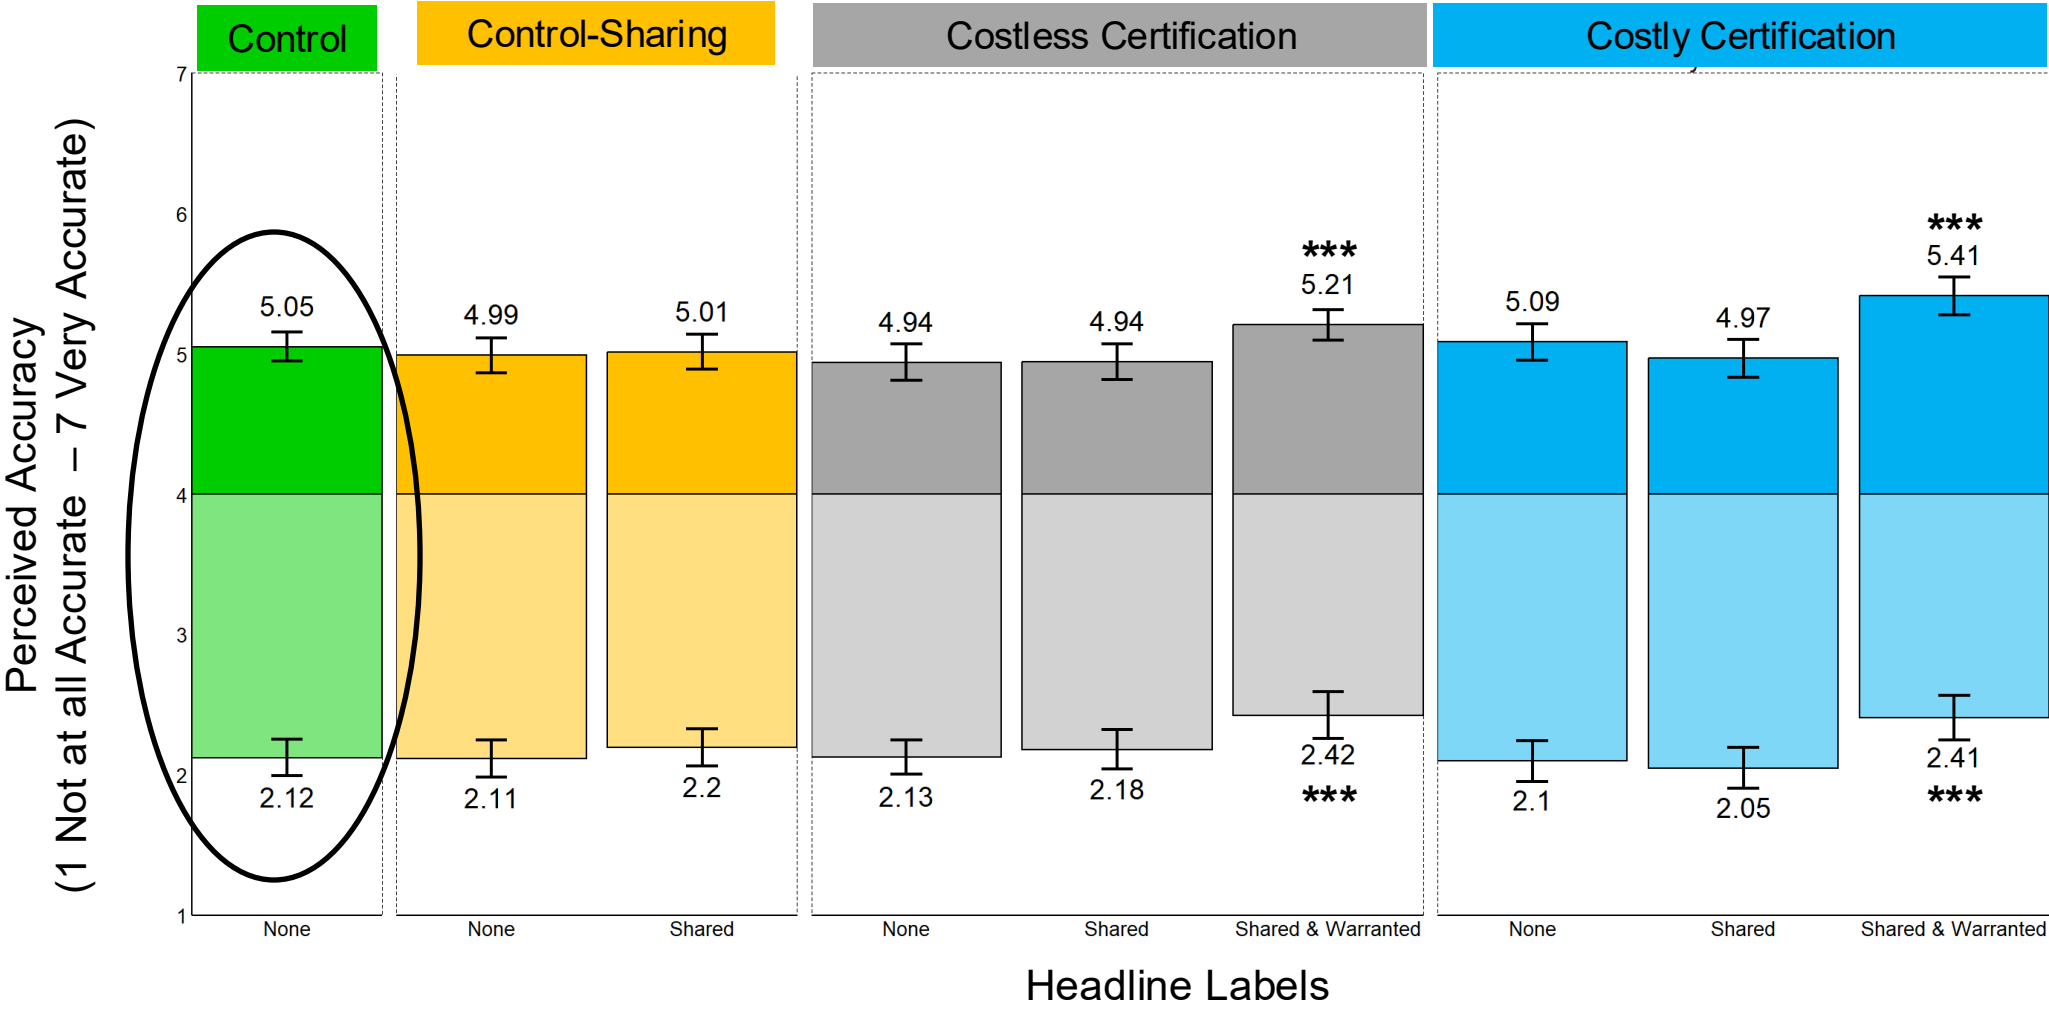 Control
Control-Sharing
Costless Certification
Costly Certification
Perceived Accuracy
(1 Not at all Accurate – 7 Very Accurate)
7
6
5
4
3
2
1
5.05
4.99
5.01
4.94
4.94
***
5.21
5.09
4.97
***
5.41
2.12
2.11
2.2
2.13
2.18
2.42
***
2.1
2.05
2.41
***
None
None
Shared
None
Shared
Shared & Warranted
None
Shared
Shared & Warranted
Headline Labels